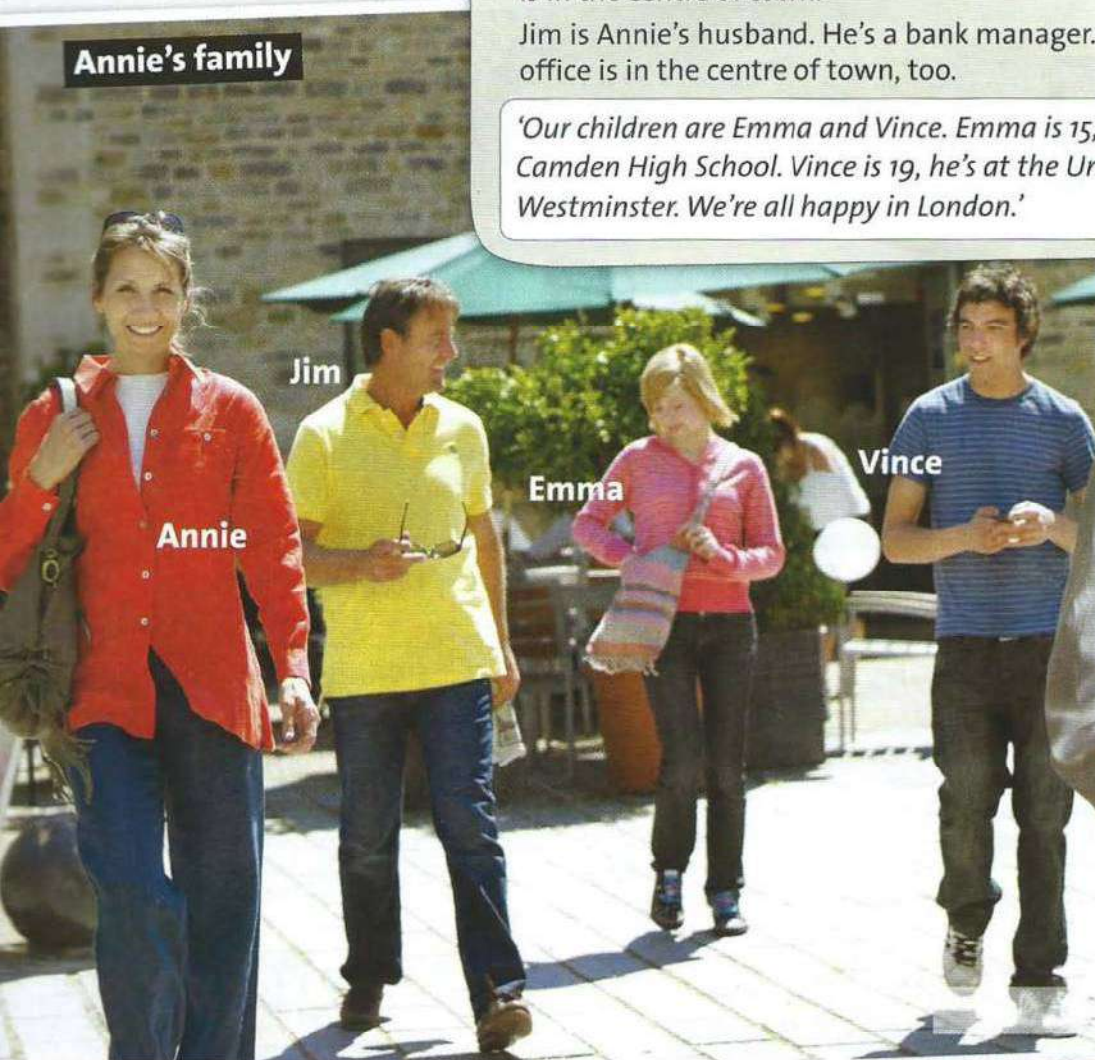 Annie's family
Jim is Annie's husband. He's a bank manager.
office is in the centre of town, too.
'Our children are Emma and Vince. Emma is 15,
Camden High School. Vince is 19, he's at the
Westminster. We're all happy in London.'
Jim
Emma
Vince
Annie